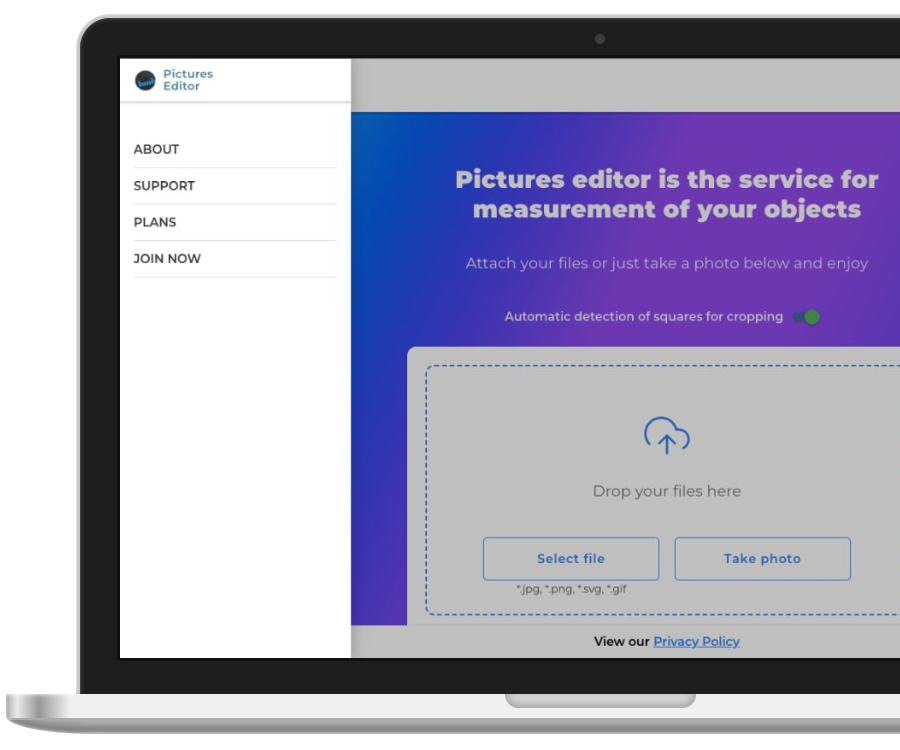 Pictures
Editor
ABOUT
SUPPORT
PLANS
JOIN NOW
Pictures editor is the service for
measurement of your objects
Attach your files or just take a photo below and enjoy
Automatic detection of squares for cropping
Drop your files here
Select file
Take photo
*.jpg, *.png, *.svg, *.gif
View our Privacy Policy